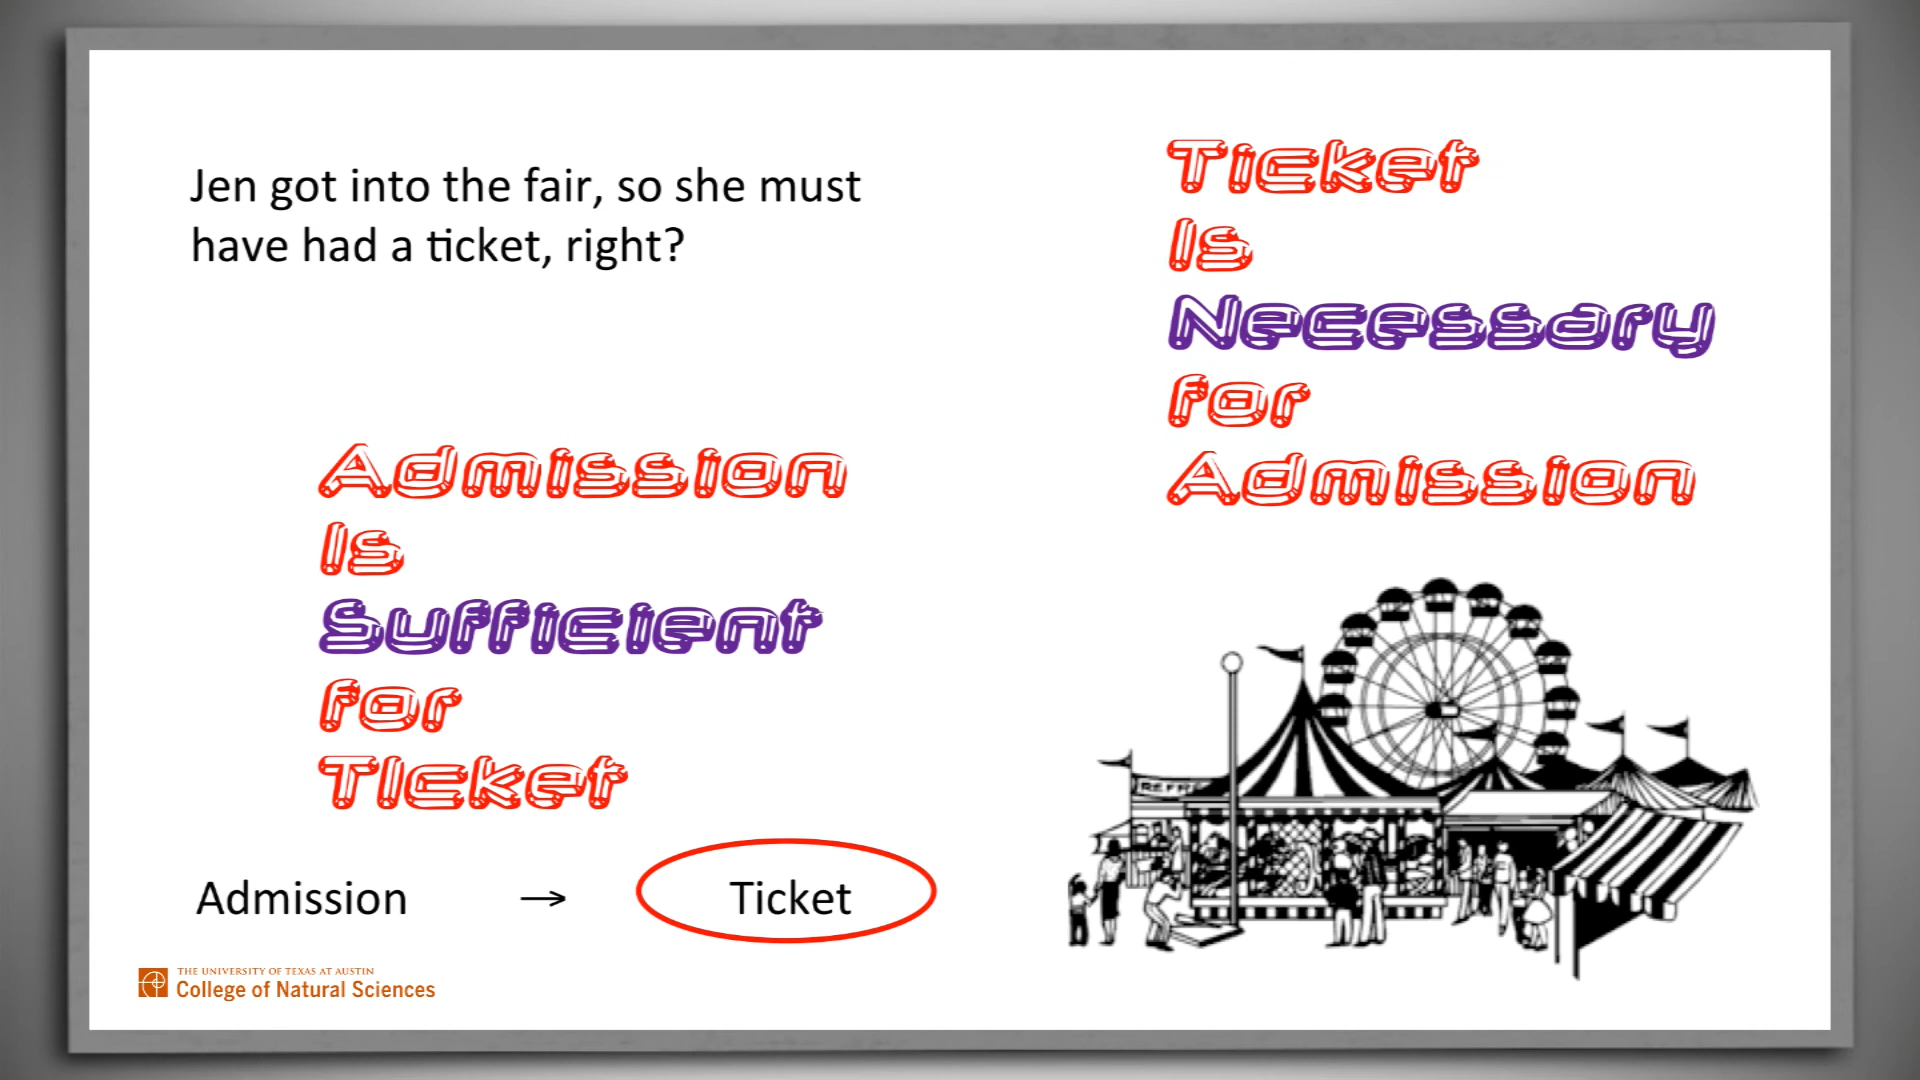 Jen got into the fair, so she must
have had a ticket, right?
Ticket
Is
Necessary
for
Admission
Admission
Is
Sufficient
for
TIcket
Admission → Ticket
REFRE
THE UNIVERSITY OF TEXAS AT AUSTIN
College of Natural Sciences